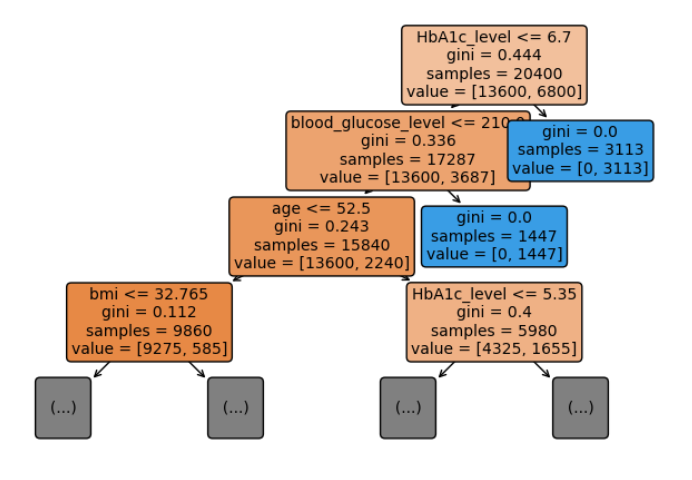 HbA1c_level <= 6.7
gini = 0.444
samples = 20400
value = [13600, 6800]
blood_glucose_level <= 210.0
gini = 0.336
samples = 17287
value = [13600, 3687]
gini = 0.0
samples = 3113
value = [0, 3113]
age <= 52.5
gini = 0.243
samples = 15840
value = [13600, 2240]
gini = 0.0
samples = 1447
value = [0, 1447]
bmi <= 32.765
gini = 0.112
samples = 9860
value = [9275, 585]
HbA1c_level <= 5.35
gini = 0.4
samples = 5980
value = [4325, 1655]
(...)
(...)
(...)
(...)